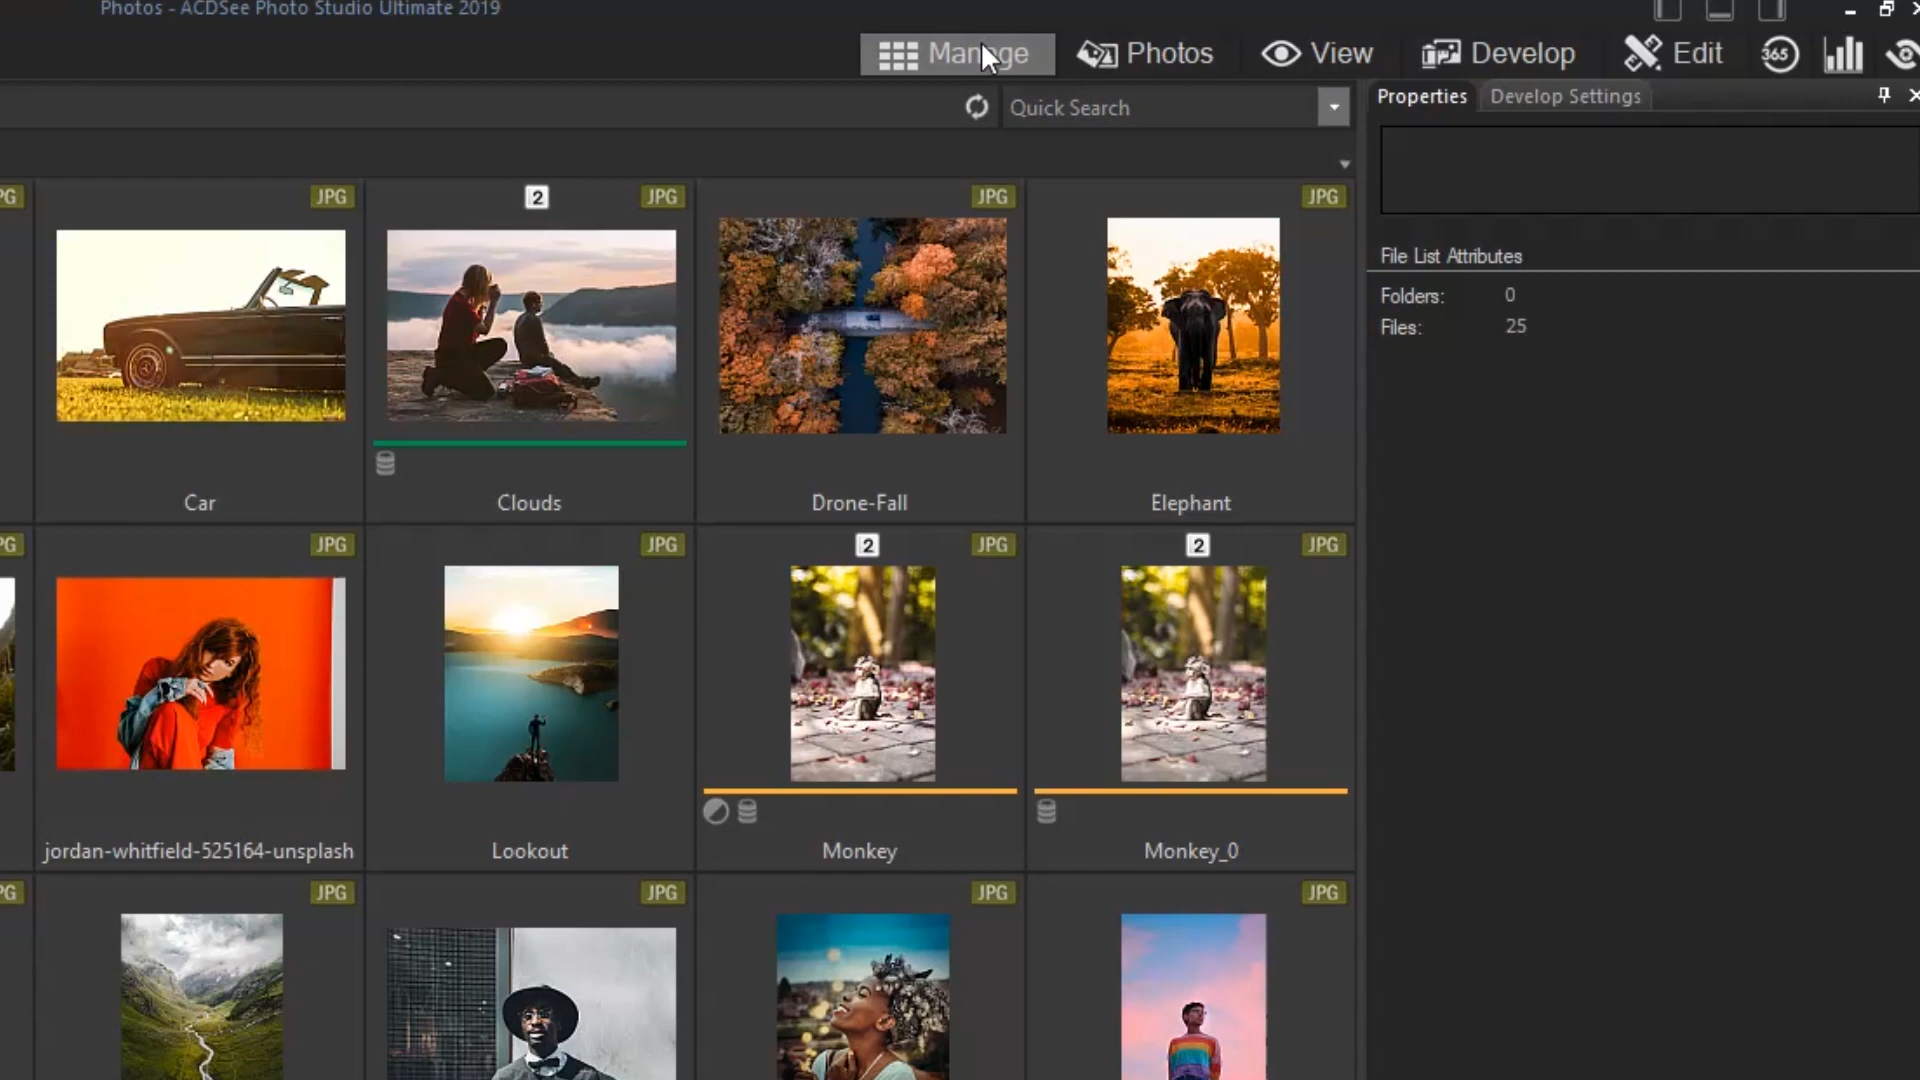 Photos - ACDSee Photo Studio Ultimate 2019
Manage Photos View Develop Edit 365
Quick Search
Properties Develop Settings
File List Attributes
Folders: 0
Files: 25
JPG 2 JPG JPG JPG
Car Clouds Drone-Fall Elephant
JPG JPG 2 JPG 2 JPG
jordan-whitfield-525164-unsplash Lookout Monkey Monkey_0
JPG JPG JPG JPG